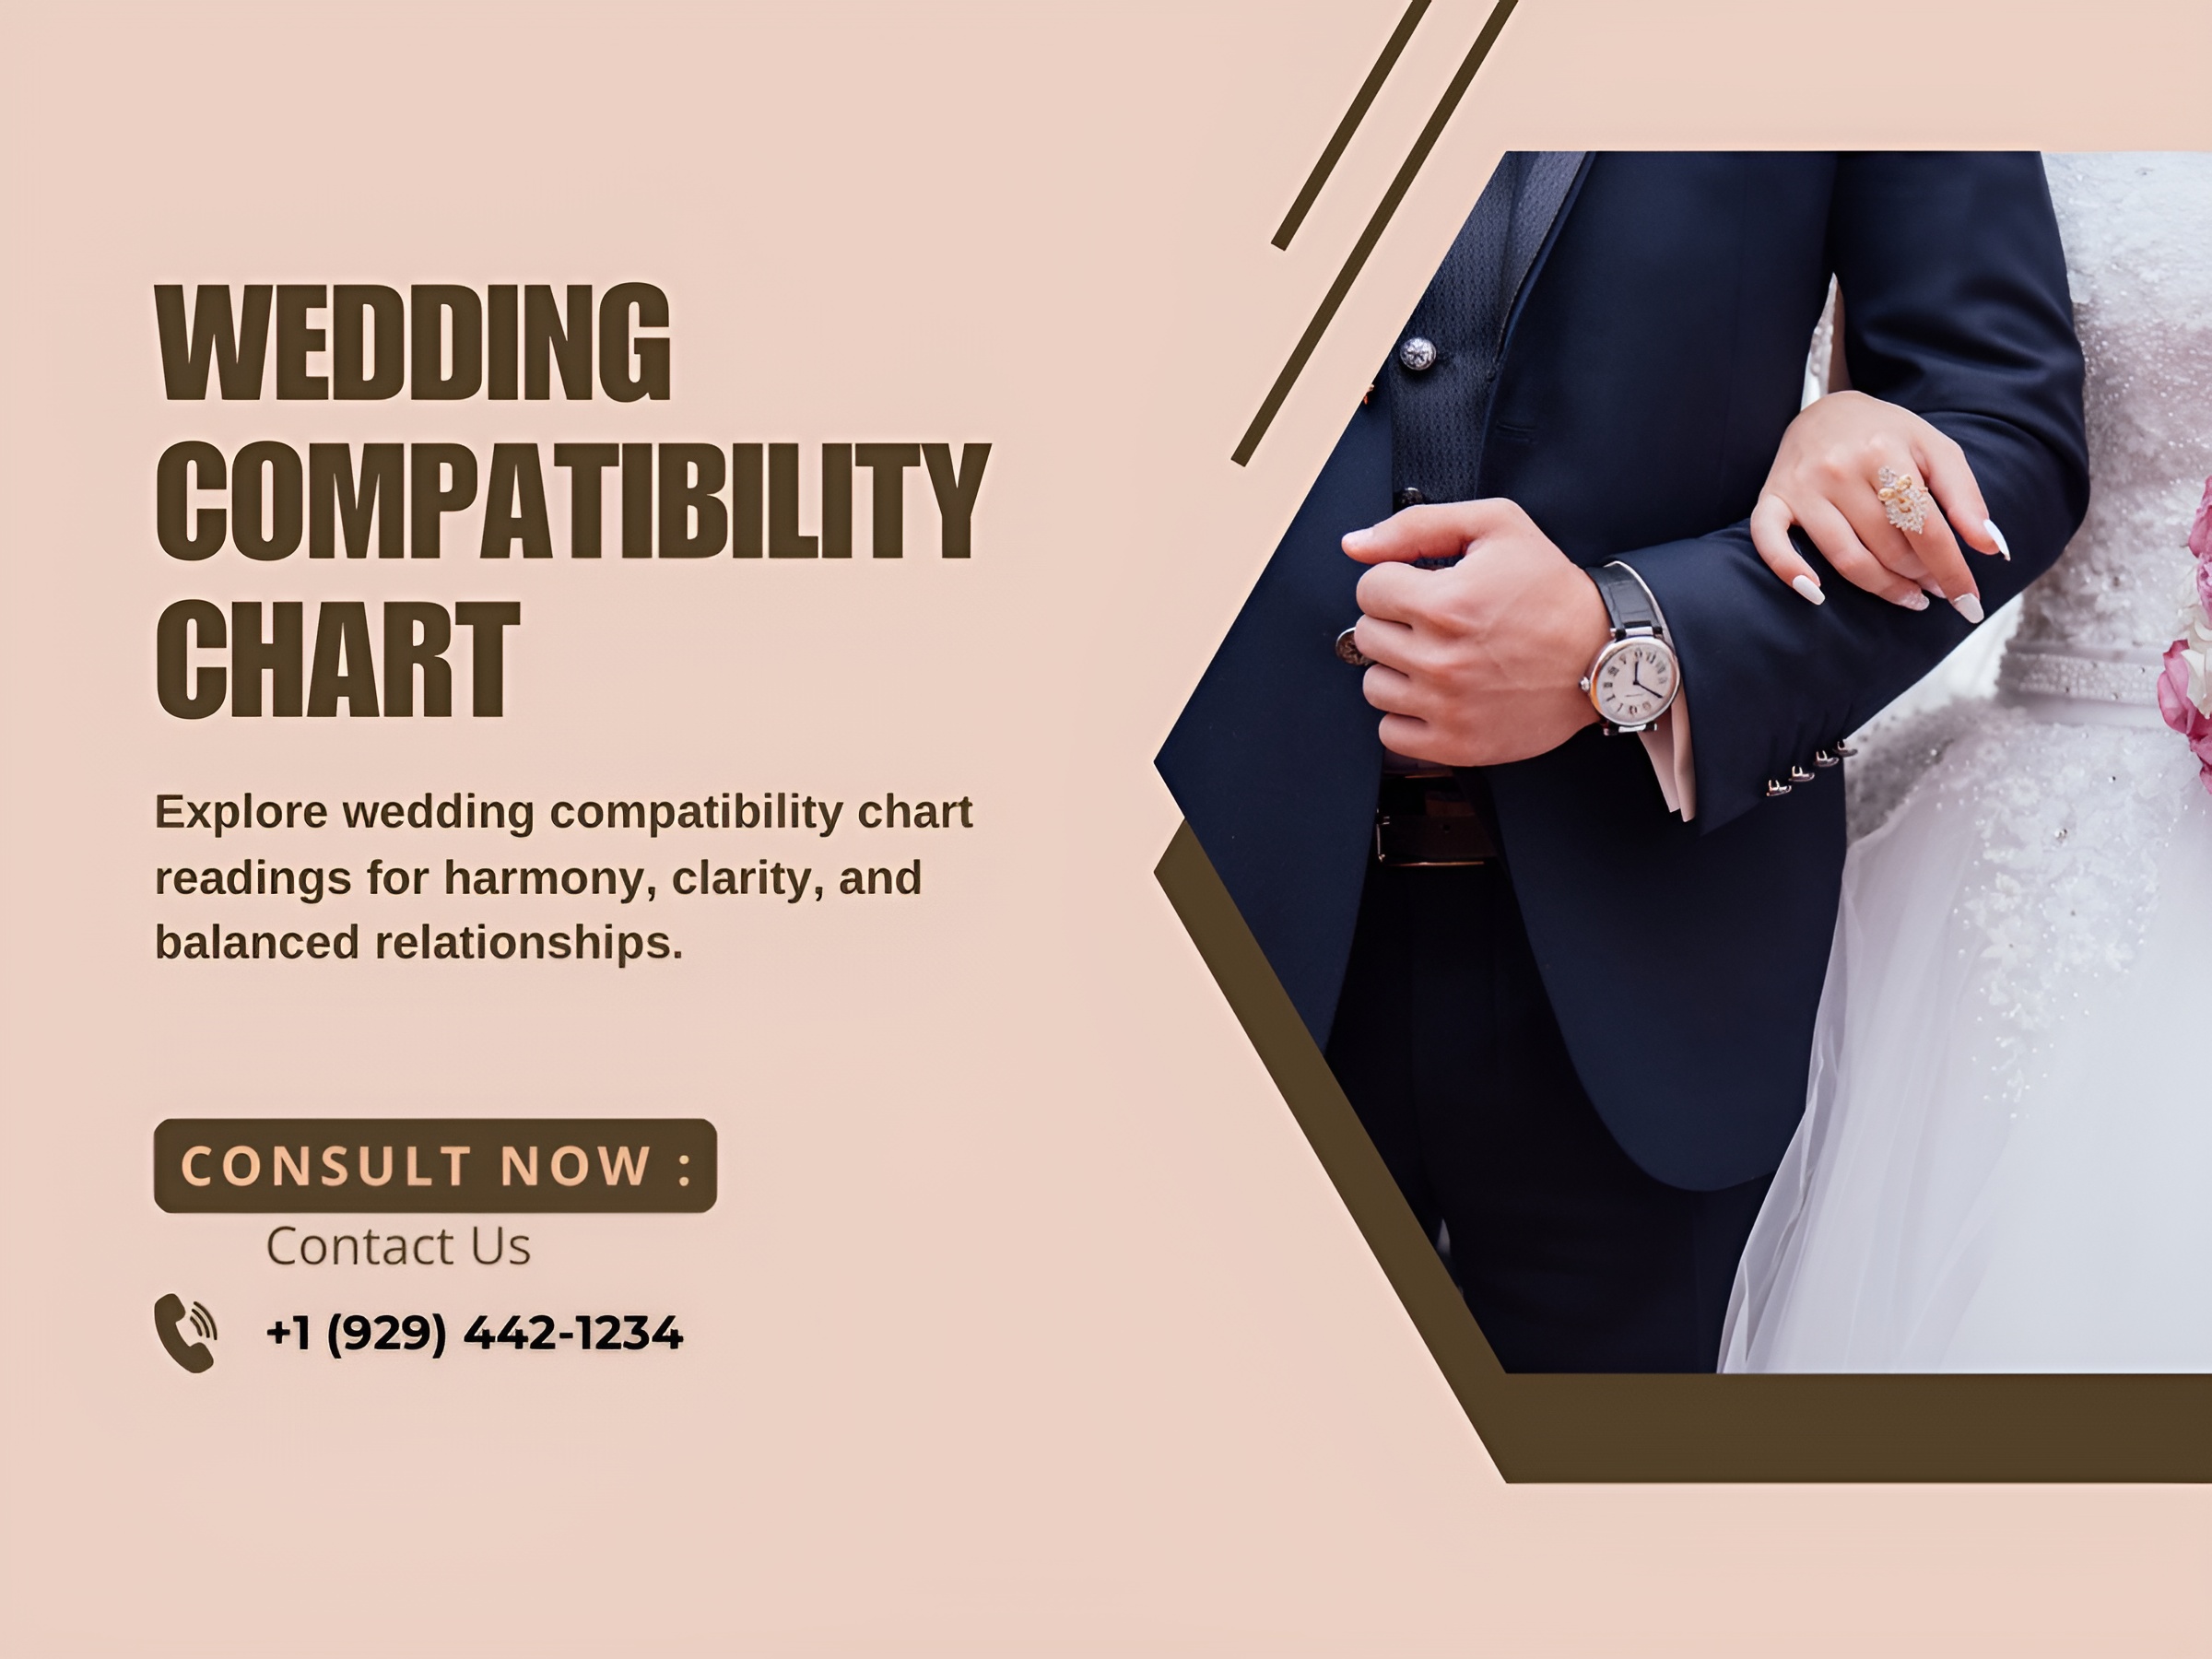 WEDDING
COMPATIBILITY
CHART
Explore wedding compatibility chart
readings for harmony, clarity, and
balanced relationships.
CONSULT NOW :
Contact Us
+1 (929) 442-1234